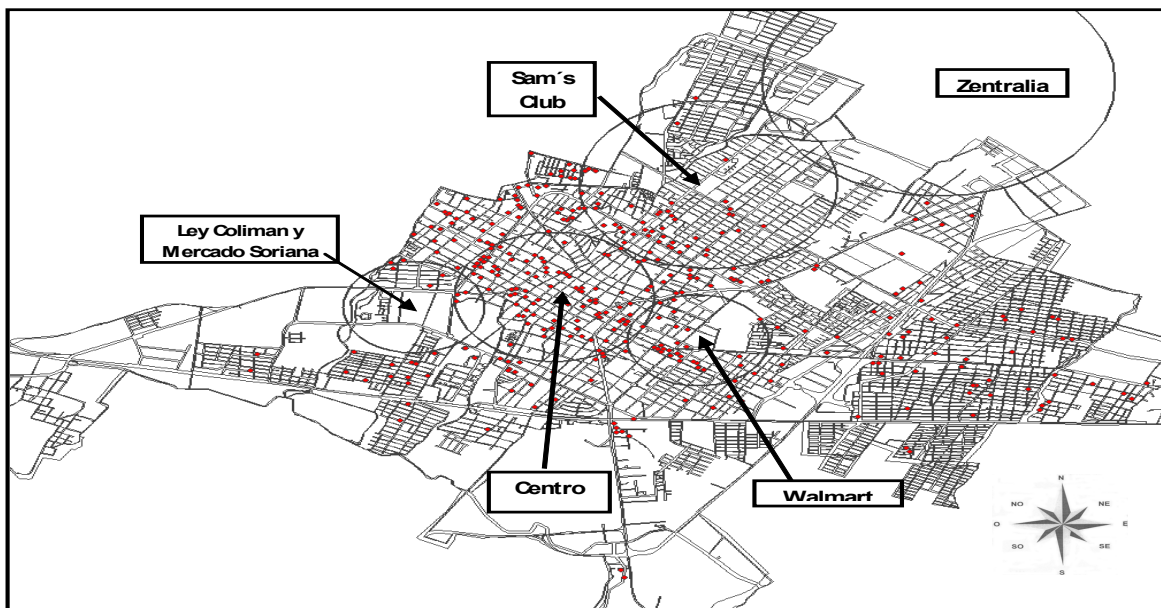 Sam´s
Club
Zentralia
Ley Coliman y
Mercado Soriana
Centro
Walmart
N
NO
NE
O
E
SO
SE
S